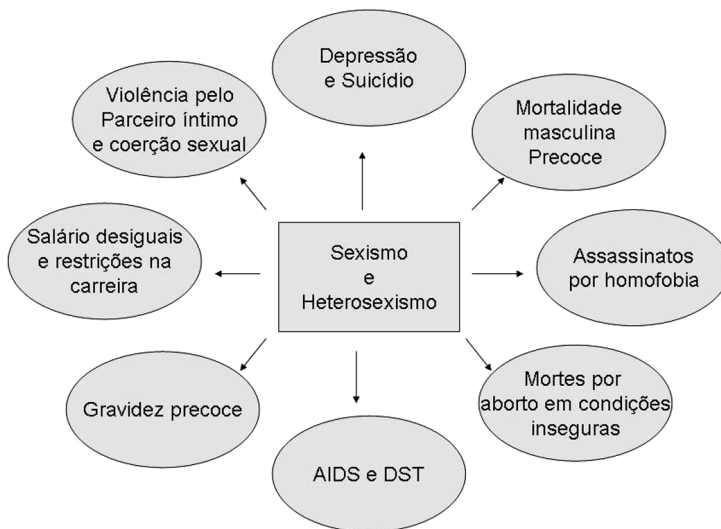 Depressão
e Suicídio
Violência pelo
Parceiro íntimo
e coerção sexual
Mortalidade
masculina
Precoce
Salário desiguais
e restrições na
carreira
Sexismo
e
Heterosexismo
Assassinatos
por homofobia
Gravidez precoce
Mortes por
aborto em condições
inseguras
AIDS e DST